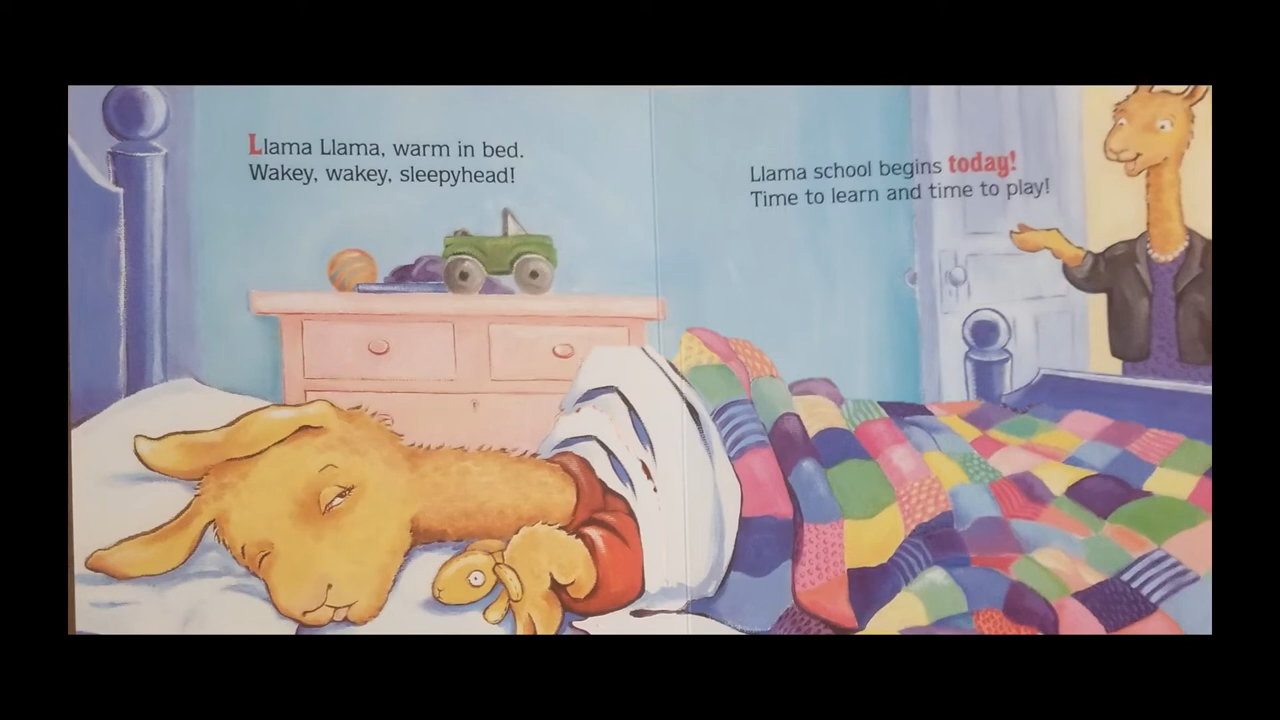 Llama Llama, warm in bed.
Wakey, wakey, sleepyhead!
Llama school begins today!
Time to learn and time to play!